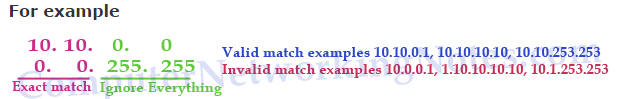 For example
10. 10. 0. 0
0. 0. 255. 255
Exact match Ignore Everything
Valid match examples 10.10.0.1, 10.10.10.10, 10.10.253.253
Invalid match examples 10.0.0.1, 1.10.10.10.10, 10.1.253.253
ComputerNetworkingNotes.com